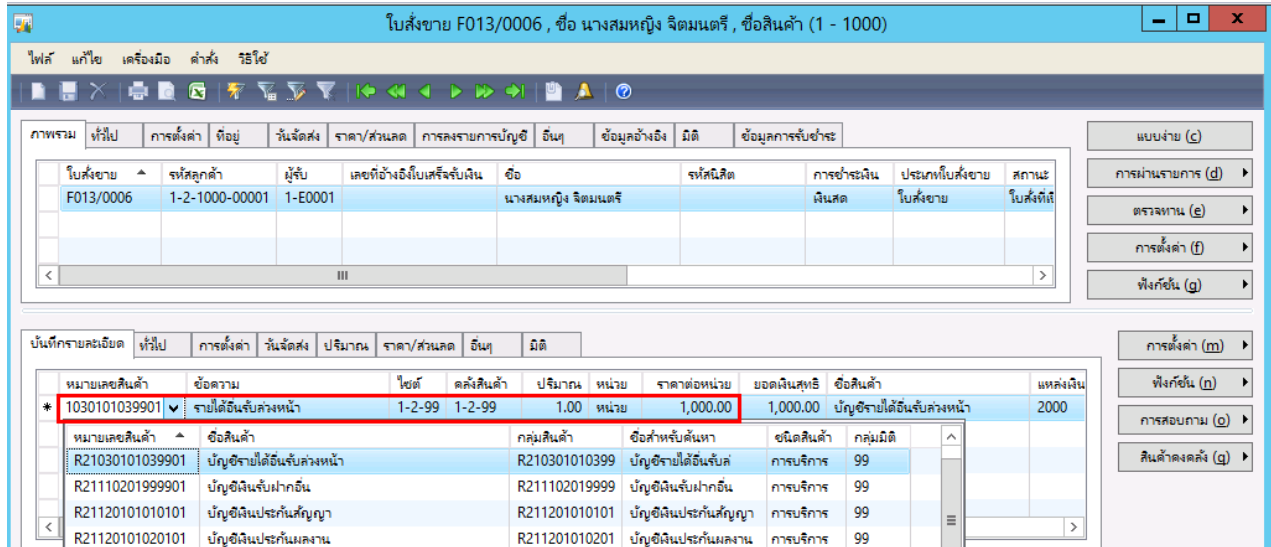 ใบสั่งขาย F013/0006 , ชื่อ นางสมหญิง จิตมนตรี , ชื่อสินค้า (1 - 1000)
ไฟล์ แก้ไข เครื่องมือ คำสั่ง วิธีใช้
ภาพรวม ทั่วไป การตั้งค่า ที่อยู่ วันจัดส่ง ราคา/ส่วนลด การลงรายการบัญชี อื่นๆ ข้อมูลอ้างอิง มิติ ข้อมูลการรับชำระ แบบง่าย (c)
ใบสั่งขาย รหัสลูกค้า ผู้รับ เลขที่อ้างอิงใบเสร็จรับเงิน ชื่อ รหัสนิสิต การชำระเงิน ประเภทใบสั่งขาย สถานะ การผ่านรายการ (d)
F013/0006 1-2-1000-00001 1-E0001 นางสมหญิง จิตมนตรี เงินสด ใบสั่งขาย ใบสั่งที่เ
ตรวจทาน (e)
การตั้งค่า (f)
ฟังก์ชัน (g)
บันทึกรายละเอียด ทั่วไป การตั้งค่า วันจัดส่ง ปริมาณ ราคา/ส่วนลด อื่นๆ มิติ การตั้งค่า (m)
หมายเลขสินค้า ข้อความ ไซต์ คลังสินค้า ปริมาณ หน่วย ราคาต่อหน่วย ยอดเงินสุทธิ ชื่อสินค้า แหล่งเงิน ฟังก์ชัน (n)
1030101039901 รายได้อื่นรับล่วงหน้า 1-2-99 1-2-99 1.00 หน่วย 1,000.00 1,000.00 บัญชีรายได้อื่นรับล่วงหน้า 2000
การสอบถาม (o)
หมายเลขสินค้า ชื่อสินค้า กลุ่มสินค้า ชื่อสำหรับค้นหา ชนิดสินค้า กลุ่มมิติ
R21030101039901 บัญชีรายได้อื่นรับล่วงหน้า R210301010399 บัญชีรายได้อื่นรับล่ การบริการ 99 สินค้าคงคลัง (q)
R21110201999901 บัญชีเงินรับฝากอื่น R211102019999 บัญชีเงินรับฝากอื่น การบริการ 99
R21120101010101 บัญชีเงินประกันสัญญา R211201010101 บัญชีเงินประกันสัญญา การบริการ 99
R21120101020101 บัญชีเงินประกันผลงาน R211201010201 บัญชีเงินประกันผลงาน การบริการ 99